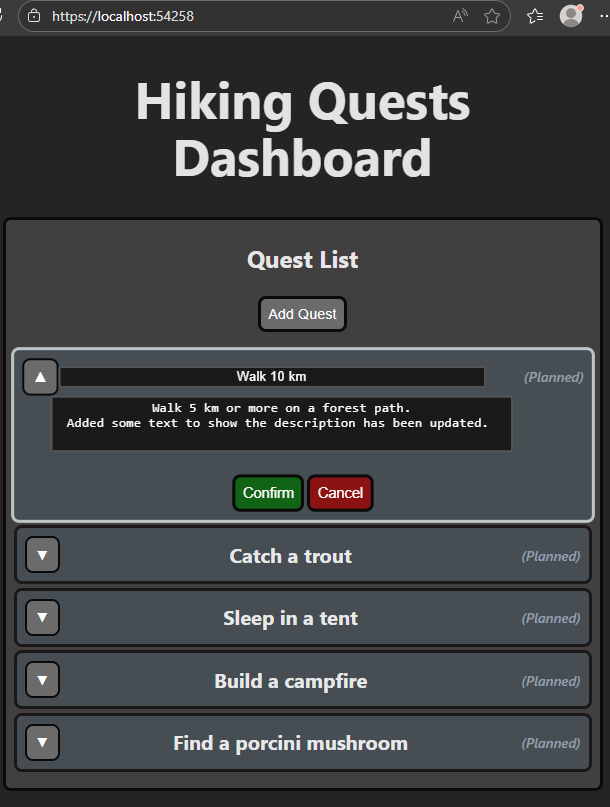 https://localhost:54258
Hiking Quests
Dashboard
Quest List
Add Quest
▲ Walk 10 km (Planned)
Walk 5 km or more on a forest path.
Added some text to show the description has been updated.
Confirm Cancel
▼ Catch a trout (Planned)
▼ Sleep in a tent (Planned)
▼ Build a campfire (Planned)
▼ Find a porcini mushroom (Planned)